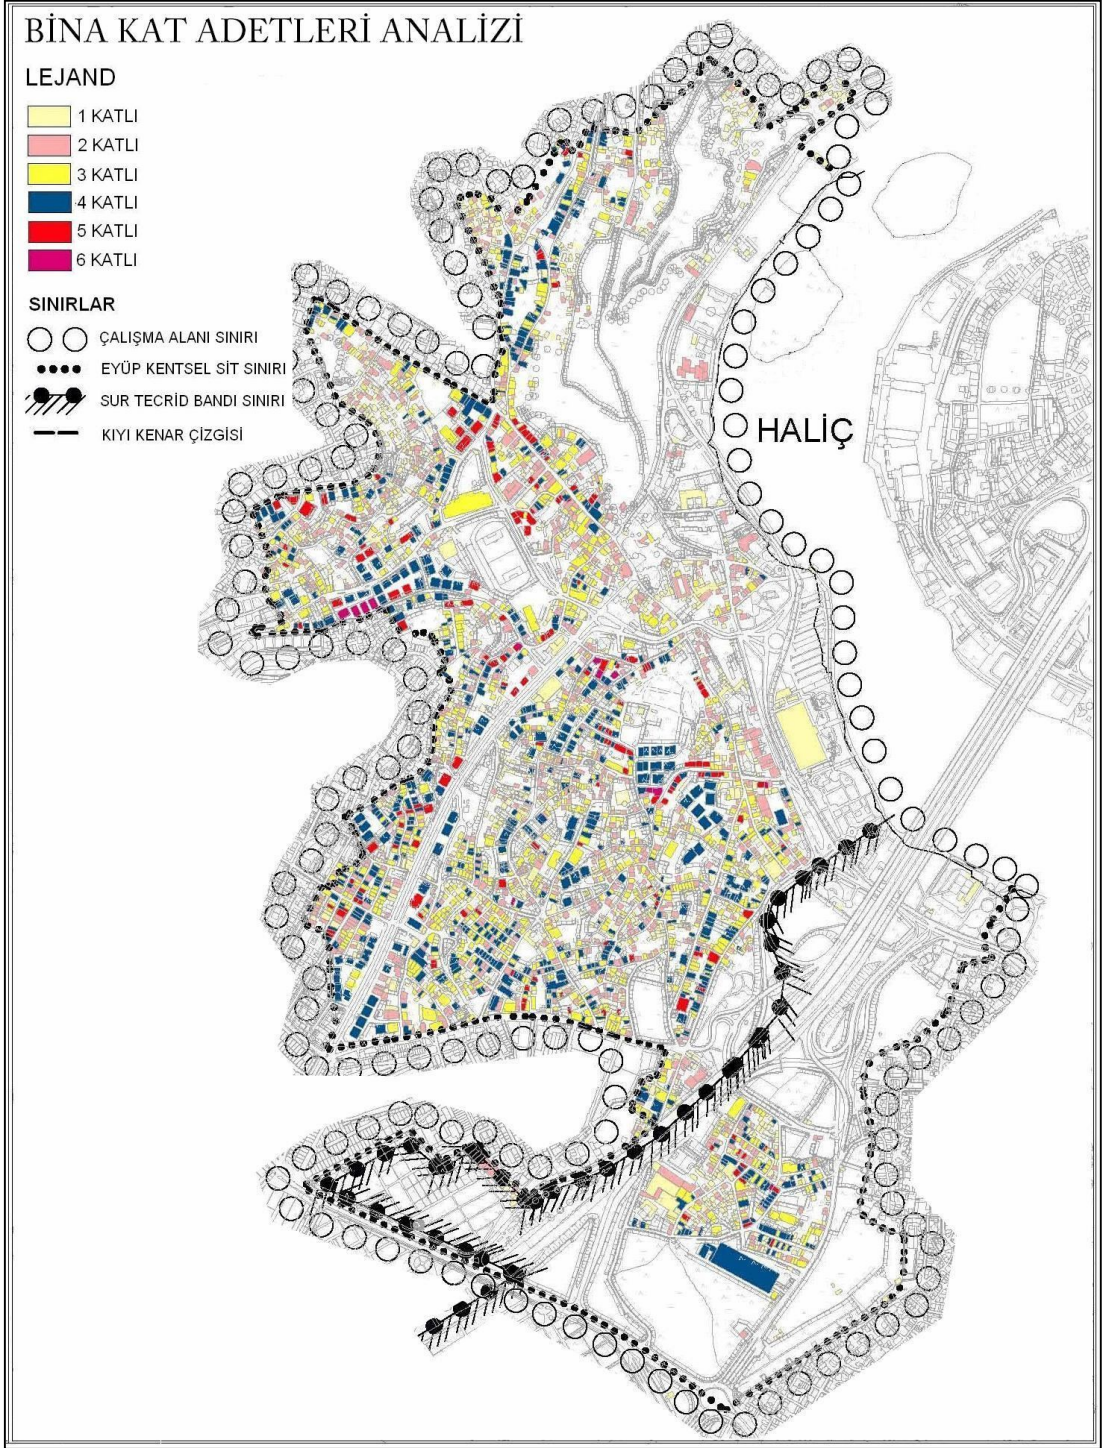 BİNA KAT ADETLERİ ANALİZİ
LEJAND
1 KATLI
2 KATLI
3 KATLI
4 KATLI
5 KATLI
6 KATLI
SINIRLAR
ÇALIŞMA ALANI SINIRI
EYÜP KENTSEL SİT SINIRI
SUR TECRİD BANDI SINIRI
KIYI KENAR ÇİZGİSİ
HALİÇ